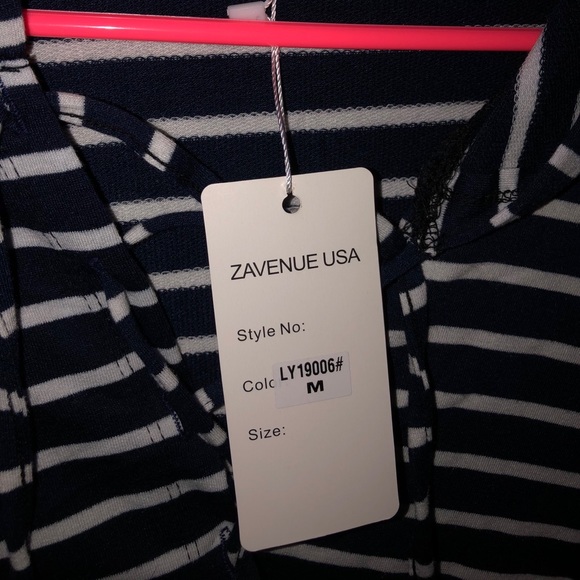 ZAVENUE USA
Style No:
Colo
LY19006#
M
Size: